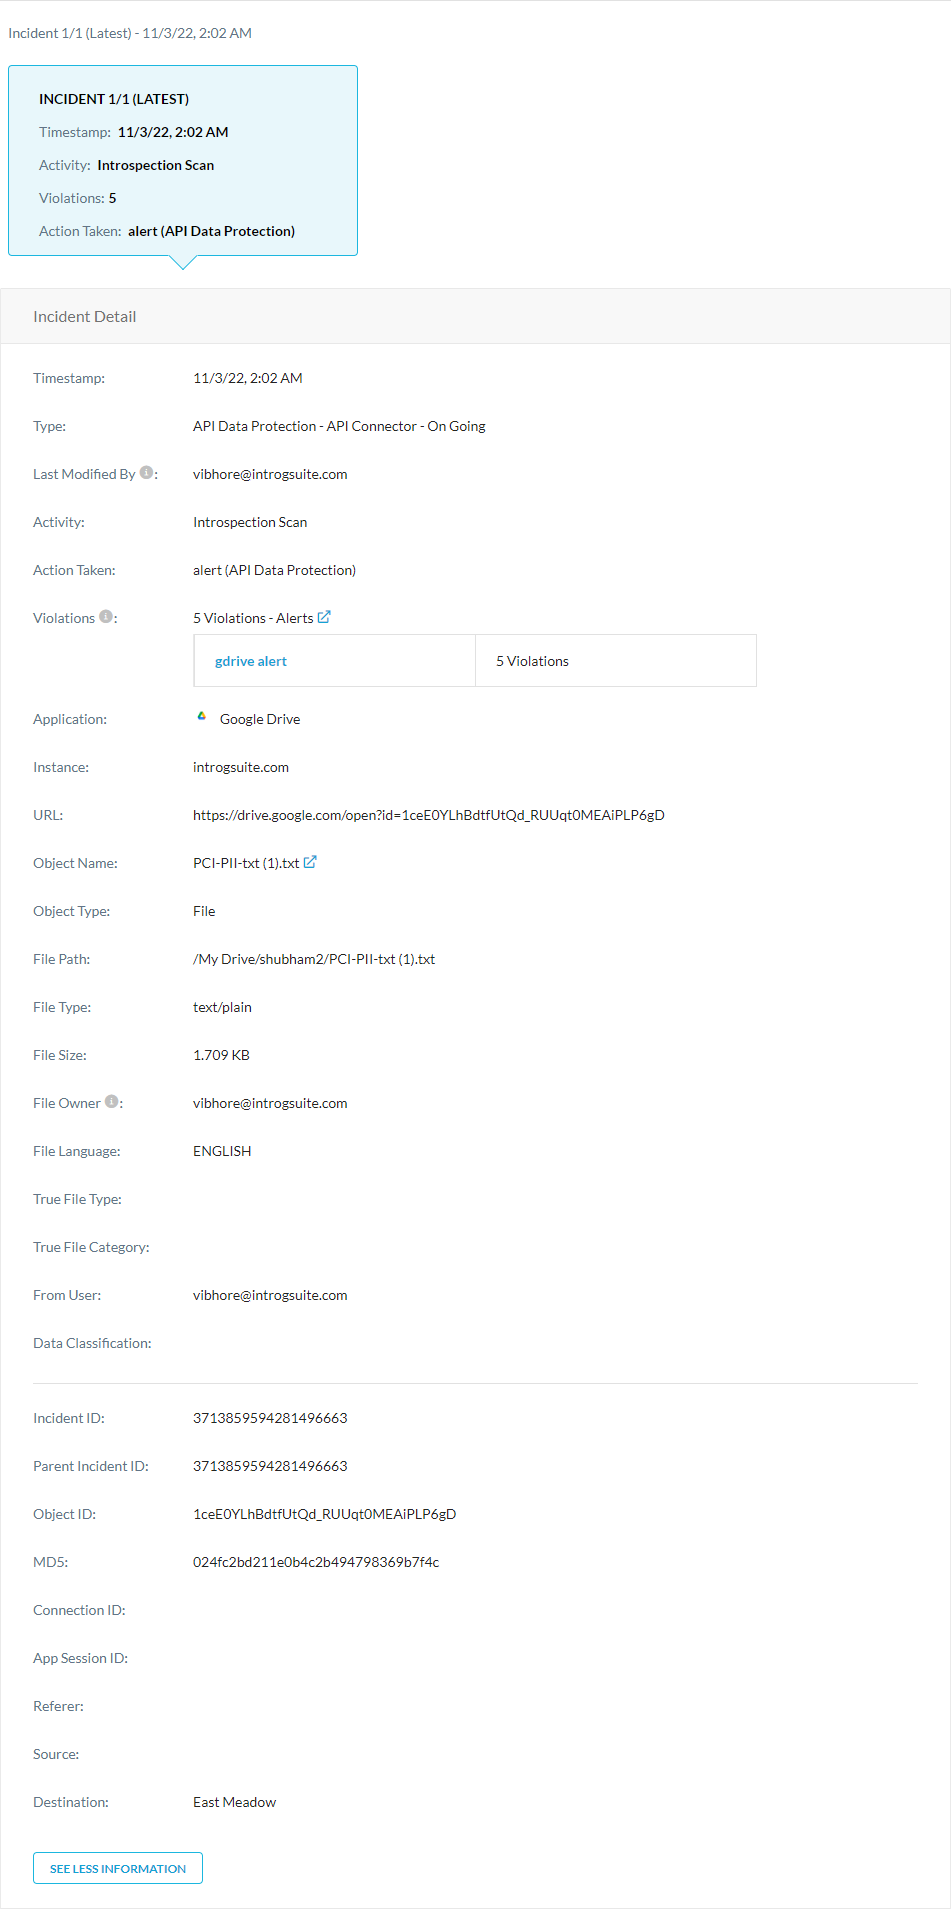 Incident 1/1 (Latest) - 11/3/22, 2:02 AM
INCIDENT 1/1 (LATEST)
Timestamp: 11/3/22, 2:02 AM
Activity: Introspection Scan
Violations: 5
Action Taken: alert (API Data Protection)
Incident Detail
Timestamp: 11/3/22, 2:02 AM
Type: API Data Protection - API Connector - On Going
Last Modified By : vibhore@introgsuite.com
Activity: Introspection Scan
Action Taken: alert (API Data Protection)
Violations : 5 Violations - Alerts
gdrive alert 5 Violations
Application: Google Drive
Instance: introgsuite.com
URL: https://drive.google.com/open?id=1ceE0YLhBdtfUtQd_RUUqt0MEAiPLP6gD
Object Name: PCI-PII-txt (1).txt
Object Type: File
File Path: /My Drive/shubham2/PCI-PII-txt (1).txt
File Type: text/plain
File Size: 1.709 KB
File Owner : vibhore@introgsuite.com
File Language: ENGLISH
True File Type:
True File Category:
From User: vibhore@introgsuite.com
Data Classification:
Incident ID: 3713859594281496663
Parent Incident ID: 3713859594281496663
Object ID: 1ceE0YLhBdtfUtQd_RUUqt0MEAiPLP6gD
MD5: 024fc2bd211e0b4c2b494798369b7f4c
Connection ID:
App Session ID:
Referer:
Source:
Destination: East Meadow
SEE LESS INFORMATION